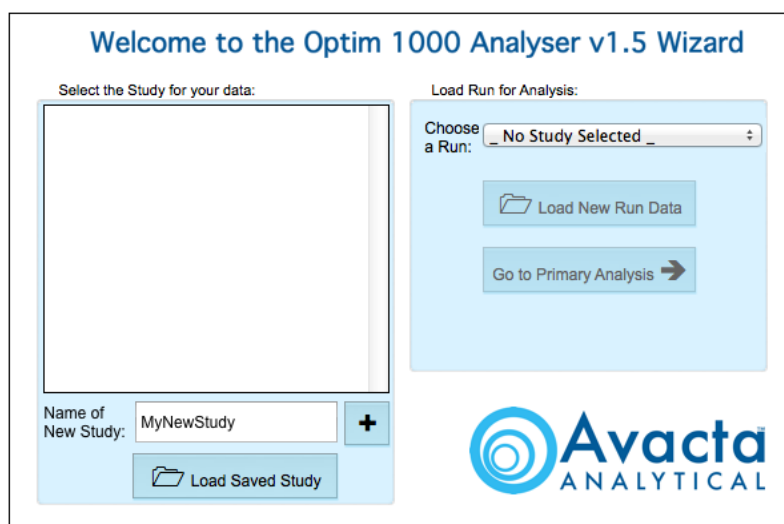 Welcome to the Optim 1000 Analyser v1.5 Wizard
Select the Study for your data:
Name of
New Study:
MyNewStudy
+
Load Saved Study
Load Run for Analysis:
Choose
a Run:
_ No Study Selected _
Load New Run Data
Go to Primary Analysis
Avacta™
ANALYTICAL